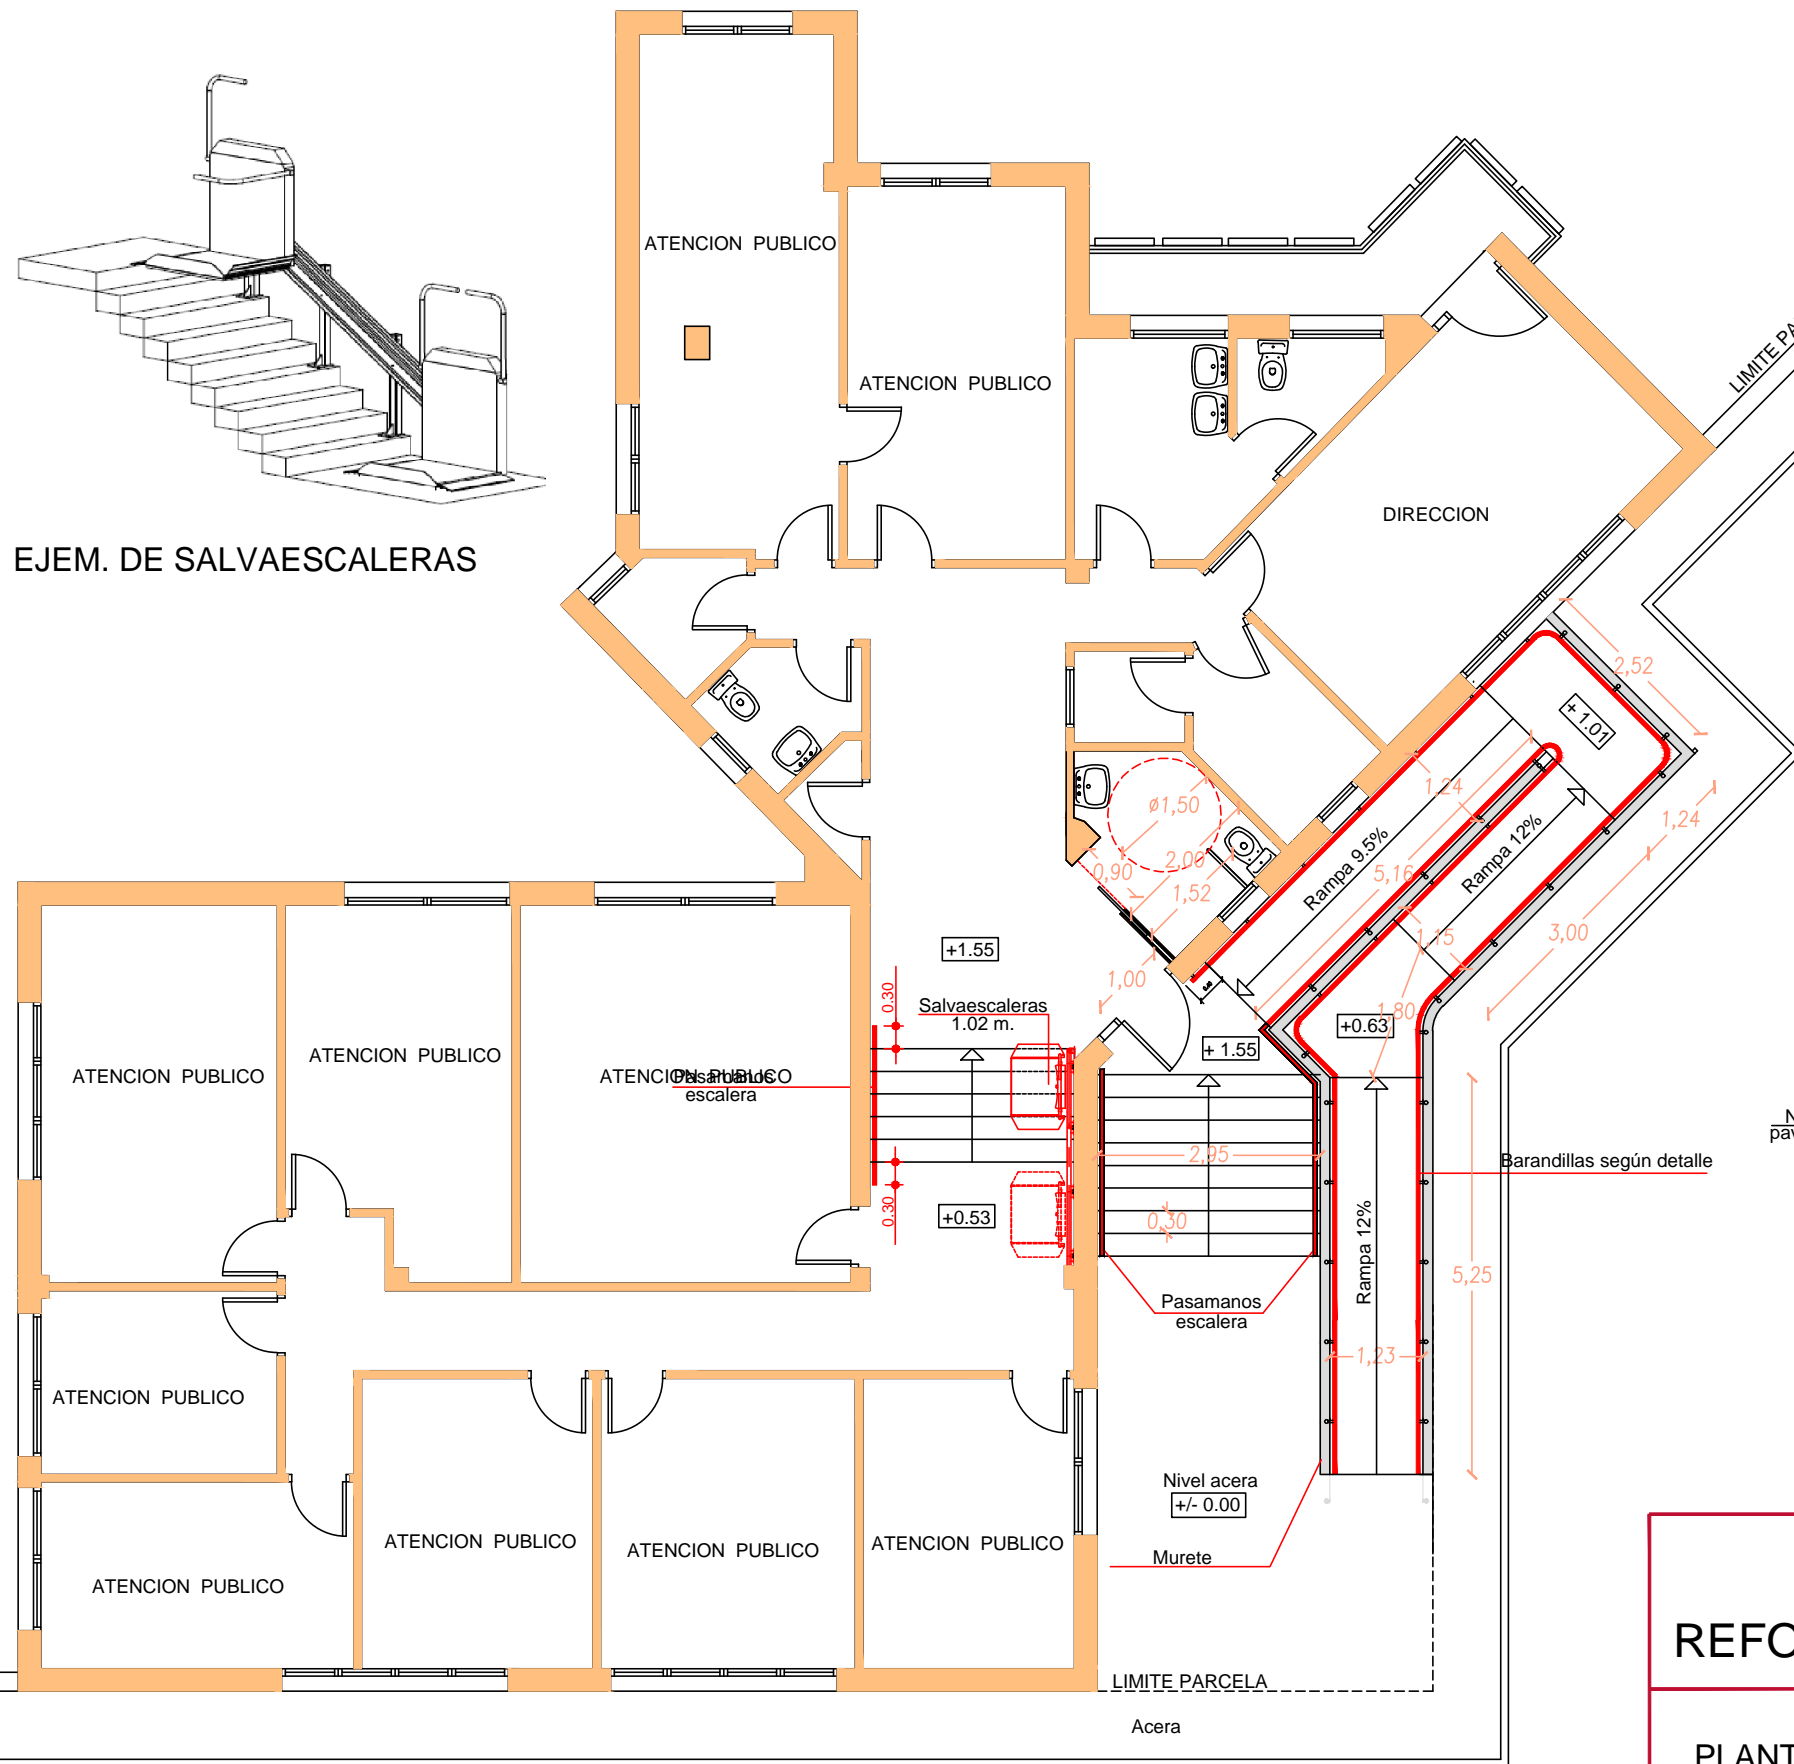 EJEM. DE SALVAESCALERAS
ATENCION PUBLICO
ATENCION PUBLICO
DIRECCION
LIMITE PA
2,52
+ 1.01
1.24
1,24
Rampa 9.5%
5,16
Rampa 12%
3,00
1,15
1,80
+0.63
ø1,50
2,00
0,90
1,52
1,00
+1.55
0.30
Salvaescaleras
1.02 m.
+ 1.55
ATENCION PUBLICO
ATENCION PUBLICO
ATENCION PUBLICO
Pasamanos
escalera
0.30
+0.53
2,95
0,30
Pasamanos
escalera
Barandillas según detalle
N
pav
Rampa 12%
5,25
1,23
ATENCION PUBLICO
ATENCION PUBLICO
ATENCION PUBLICO
ATENCION PUBLICO
ATENCION PUBLICO
Nivel acera
+/- 0.00
Murete
LIMITE PARCELA
Acera
REFO
PLANT